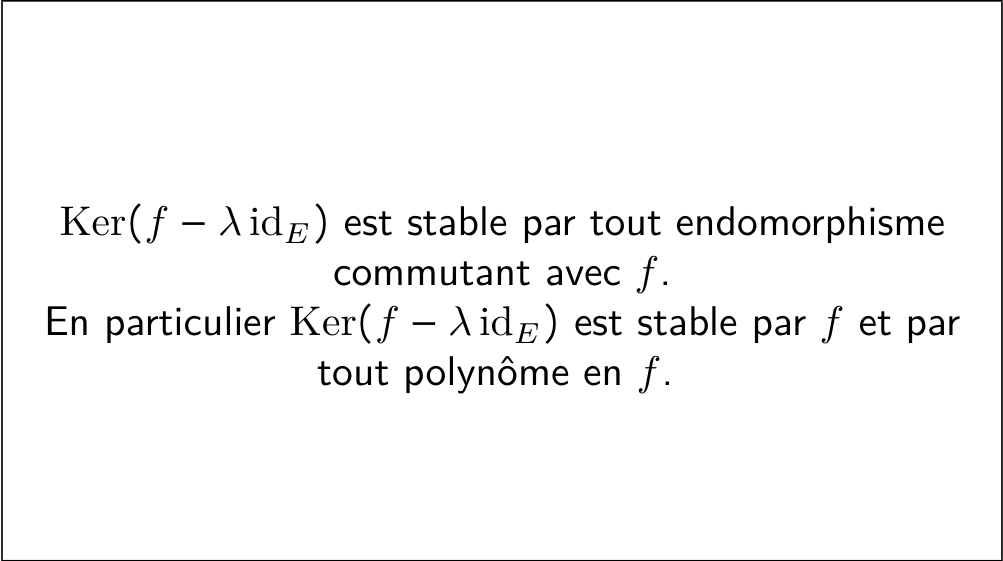 Ker(f − λ id_E) est stable par tout endomorphisme
commutant avec f.
En particulier Ker(f − λ id_E) est stable par f et par
tout polynôme en f.